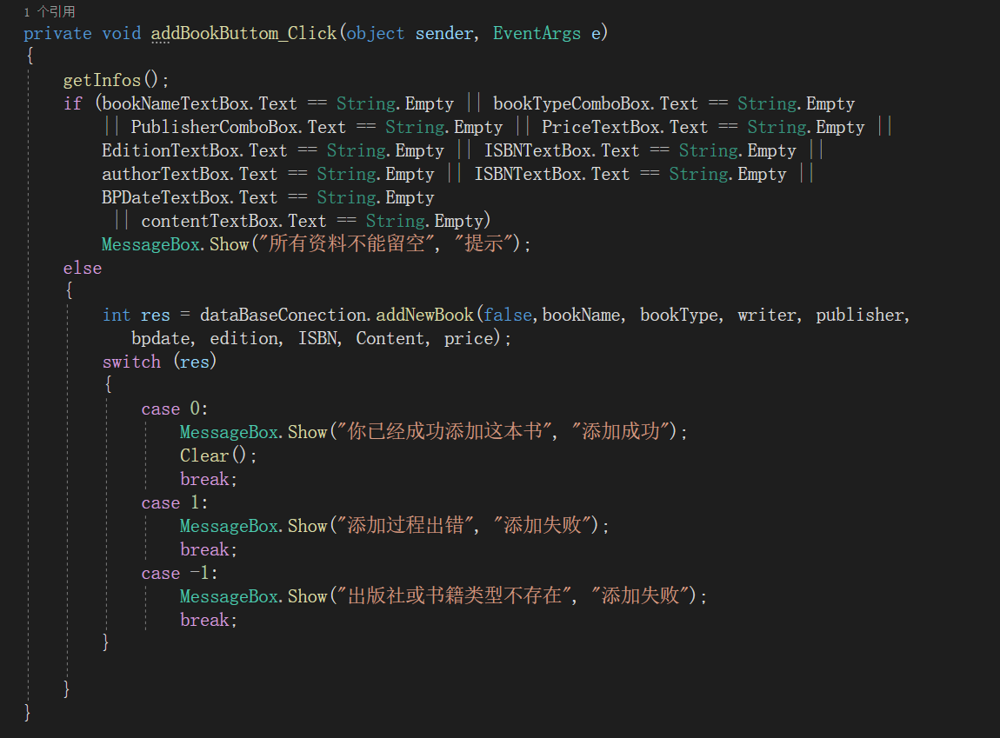 1 个引用
private void addBookButtom_Click(object sender, EventArgs e)
{
getInfos();
if (bookNameTextBox.Text == String.Empty || bookTypeComboBox.Text == String.Empty
|| PublisherComboBox.Text == String.Empty || PriceTextBox.Text == String.Empty ||
EditionTextBox.Text == String.Empty || ISBNTextBox.Text == String.Empty ||
authorTextBox.Text == String.Empty || ISBNTextBox.Text == String.Empty ||
BPDateTextBox.Text == String.Empty
|| contentTextBox.Text == String.Empty)
MessageBox.Show("所有资料不能留空", "提示");
else
{
int res = dataBaseConection.addNewBook(false,bookName, bookType, writer, publisher,
bpdate, edition, ISBN, Content, price);
switch (res)
{
case 0:
MessageBox.Show("你已经成功添加这本书", "添加成功");
Clear();
break;
case 1:
MessageBox.Show("添加过程出错", "添加失败");
break;
case -1:
MessageBox.Show("出版社或书籍类型不存在", "添加失败");
break;
}
}
}